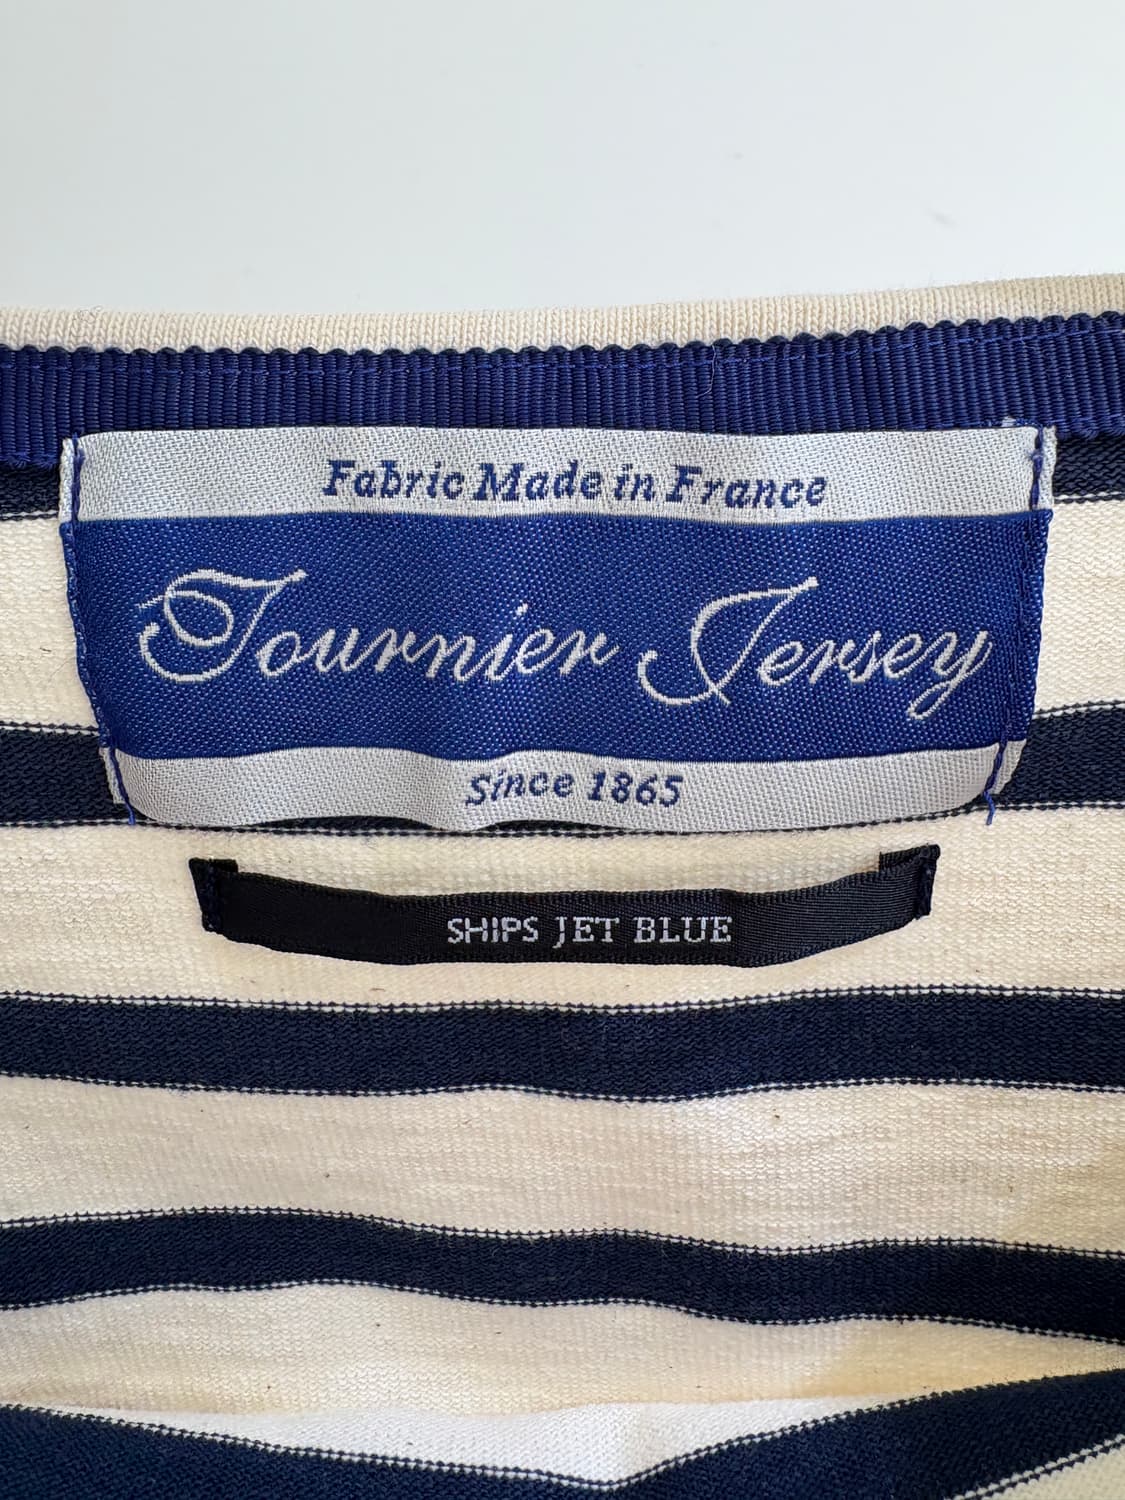 Fabric Made in France
Tournier Jersey
Since 1865
SHIPS JET BLUE